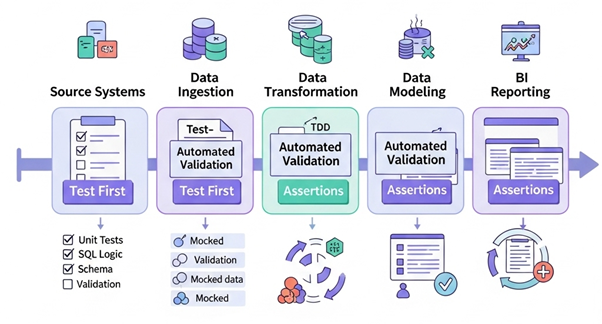 Source Systems
Data
Ingestion
Data
Transformation
Data
Modeling
BI
Reporting
Test First
Test-
Automated
Validation
Test First
TDD
Automated
Validation
Assertions
Automated
Validation
Assertions
Assertions
Unit Tests
SQL Logic
Schema
Validation
Mocked
Validation
Mocked data
Mocked